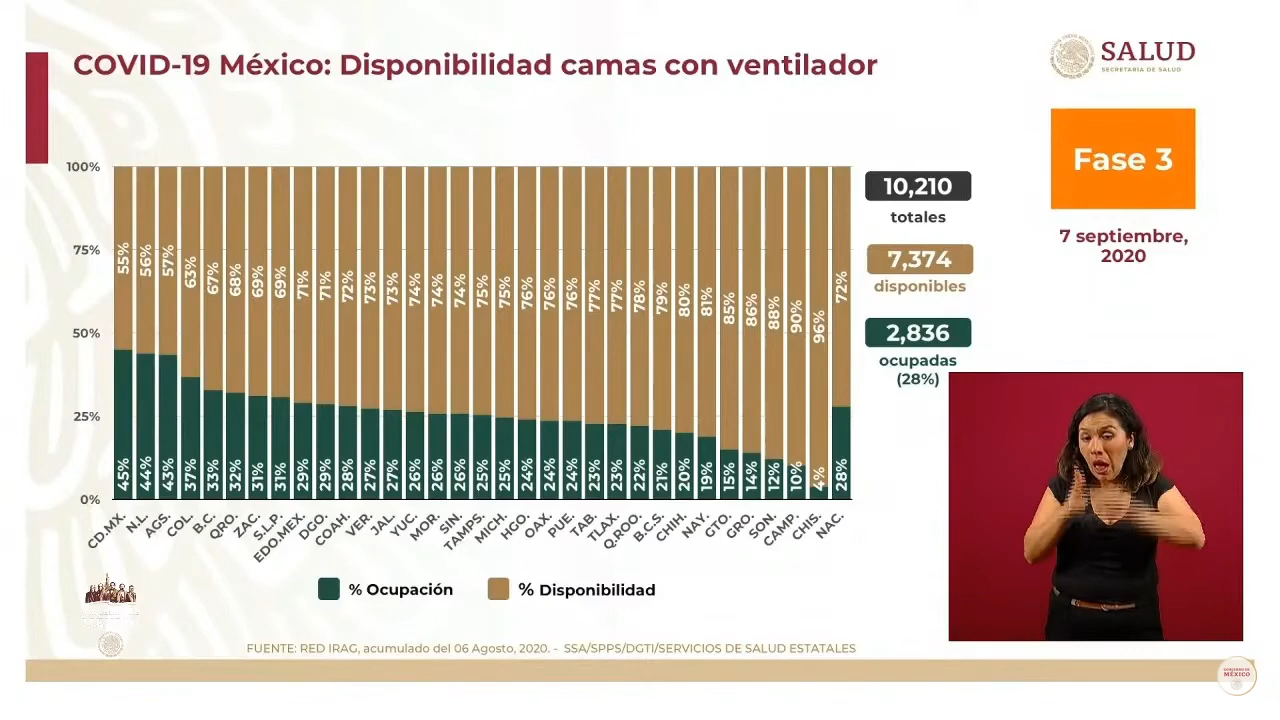 COVID-19 México: Disponibilidad camas con ventilador
SALUD
SECRETARÍA DE SALUD
Fase 3
7 septiembre,
2020
10,210
totales
7,374
disponibles
2,836
ocupadas
(28%)
100%
75%
50%
25%
0%
55% 56% 57% 63% 67% 68% 69% 69% 71% 71% 72% 73% 73% 74% 74% 74% 75% 75% 76% 76% 76% 77% 77% 78% 79% 80% 81% 85% 86% 88% 90% 96% 72%
45% 44% 43% 37% 33% 32% 31% 31% 29% 29% 28% 27% 27% 26% 26% 26% 25% 25% 24% 24% 24% 23% 23% 22% 21% 20% 19% 15% 14% 12% 10% 4% 28%
CD.MX. N.L. AGS. COL. B.C. QRO. ZAC. S.L.P. EDO.MEX. DGO. COAH. VER. JAL. YUC. MOR. SIN. TAMPS. MICH. HGO. OAX. PUE. TAB. TLAX. Q.ROO. B.C.S. CHIH. NAY. GTO. GRO. SON. CAMP. CHIS. NAC.
% Ocupación
% Disponibilidad
FUENTE: RED IRAG, acumulado del 06 Agosto, 2020. - SSA/SPPS/DGTI/SERVICIOS DE SALUD ESTATALES
GOBIERNO DE
MÉXICO